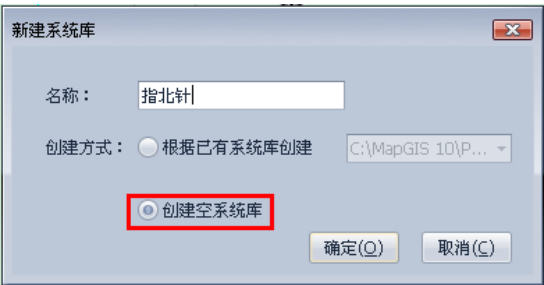 新建系统库
名称：指北针
创建方式：根据已有系统库创建 C:\MapGIS 10\P...
创建空系统库
确定(O) 取消(C)